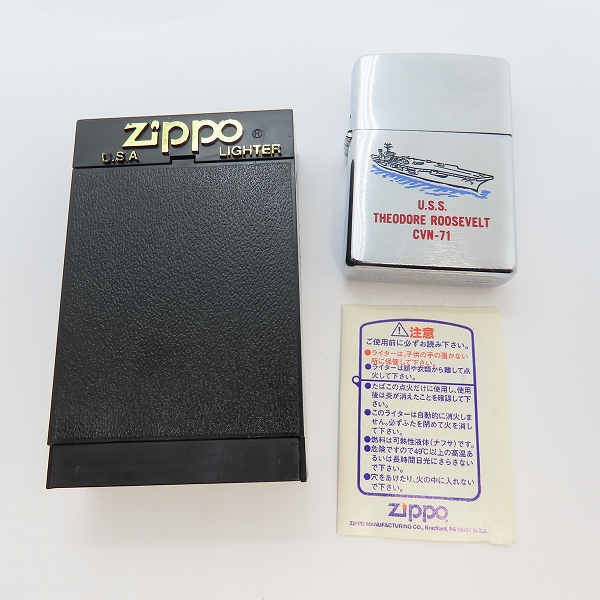 Zippo®
U.S.A LIGHTER
U.S.S.
THEODORE ROOSEVELT
CVN-71
注意
ご使用前に必ずお読み下さい。
●ライターは、子供の手の届かない
所に保管して下さい。
●ライターは顔や衣類から離して点
火して下さい。
●たばこの点火だけに使用し、使用
後は炎が消えたことを確認して下
さい。
●このライターは自動的に消火しま
せん。必ずふたを閉めて火を消し
て下さい。
●燃料は可熱性液体(ナフサ)です。
●危険ですので49℃以上の高温あ
るいは長時間日光にさらさない
で下さい。
●穴をあけたり、火の中に入れない
で下さい。
Zippo
ZIPPO MANUFACTURING CO., Bradford, PA 16701 U.S.A.